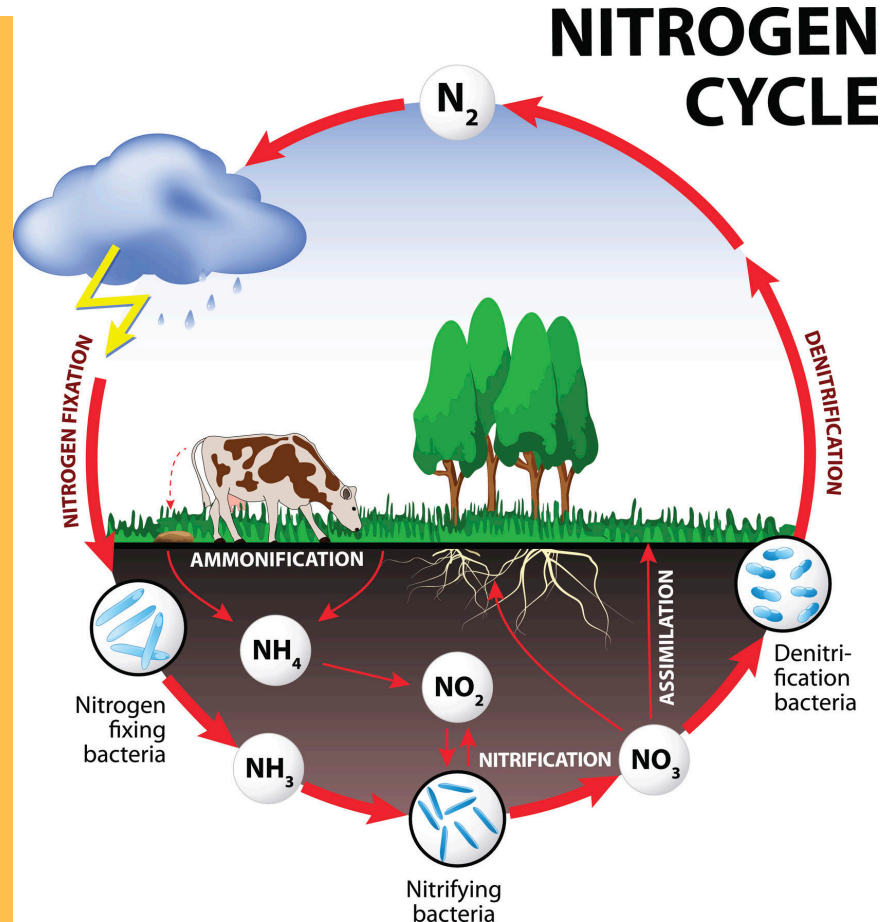 NITROGEN
CYCLE
N₂
NITROGEN FIXATION
DENITRIFICATION
AMMONIFICATION
NH₄
NO₂
ASSIMILATION
Denitri-
fication
bacteria
Nitrogen
fixing
bacteria
NH₃
NITRIFICATION
NO₃
Nitrifying
bacteria